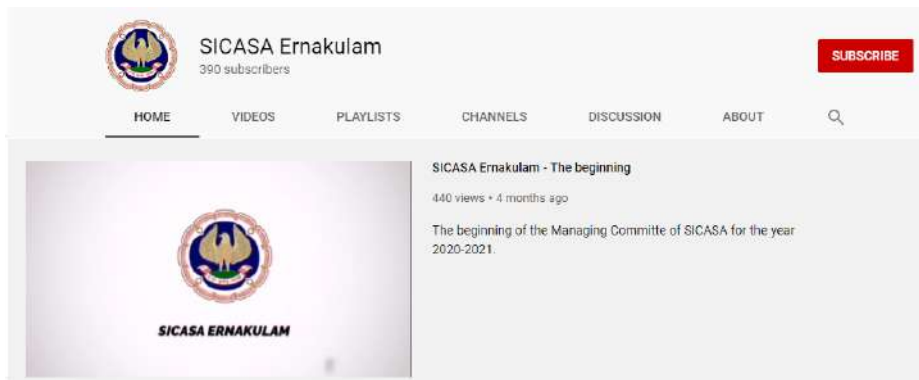 SICASA Ernakulam
390 subscribers
SUBSCRIBE
HOME VIDEOS PLAYLISTS CHANNELS DISCUSSION ABOUT
SICASA Ernakulam - The beginning
440 views • 4 months ago
The beginning of the Managing Committe of SICASA for the year
2020-2021.
SICASA ERNAKULAM